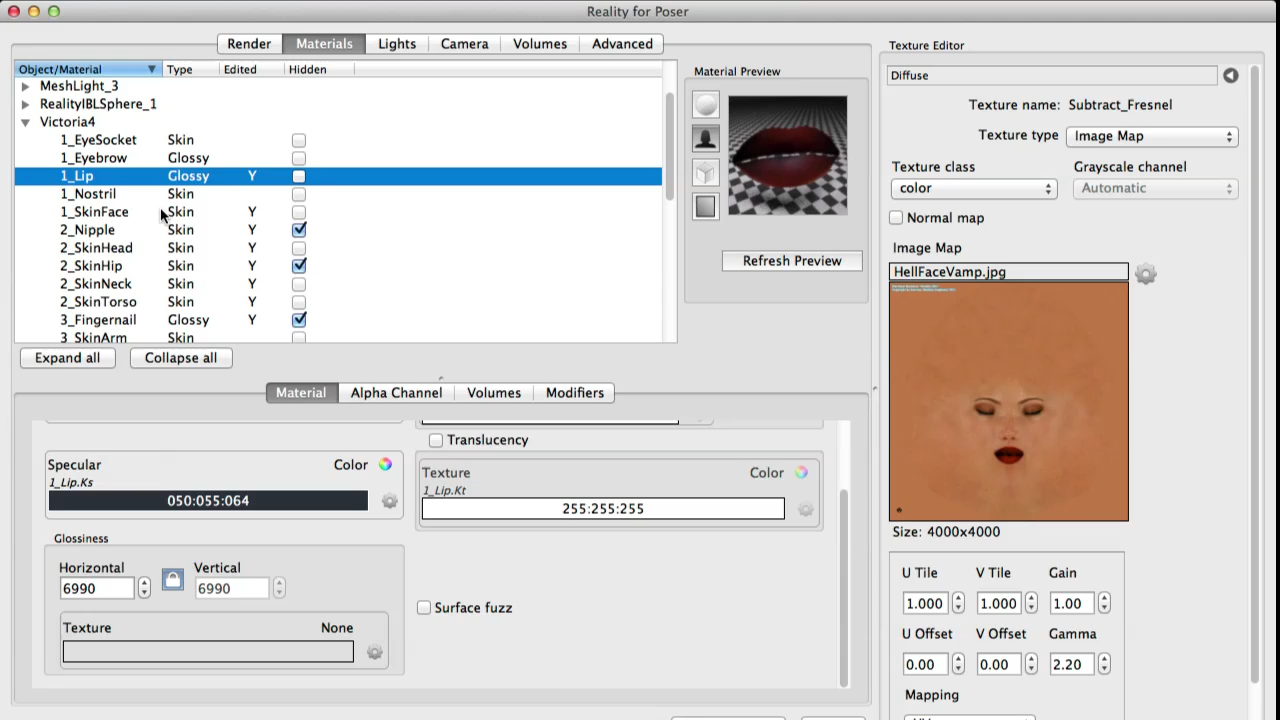 Reality for Poser
Render Materials Lights Camera Volumes Advanced
Object/Material Type Edited Hidden
MeshLight_3
RealityIBLSphere_1
Victoria4
1_EyeSocket Skin
1_Eyebrow Glossy
1_Lip Glossy Y
1_Nostril Skin
1_SkinFace Skin Y
2_Nipple Skin Y
2_SkinHead Skin Y
2_SkinHip Skin Y
2_SkinNeck Skin Y
2_SkinTorso Skin Y
3_Fingernail Glossy Y
3_SkinArm Skin
Expand all Collapse all
Material Preview
Refresh Preview
Material Alpha Channel Volumes Modifiers
Translucency
Specular Color
1_Lip.Ks
050:055:064
Texture Color
1_Lip.Kt
255:255:255
Glossiness
Horizontal Vertical
6990 6990
Texture None
Surface fuzz
Texture Editor
Diffuse
Texture name: Subtract_Fresnel
Texture type Image Map
Texture class Grayscale channel
color Automatic
Normal map
Image Map
HellFaceVamp.jpg
Size: 4000x4000
U Tile V Tile Gain
1.000 1.000 1.00
U Offset V Offset Gamma
0.00 0.00 2.20
Mapping